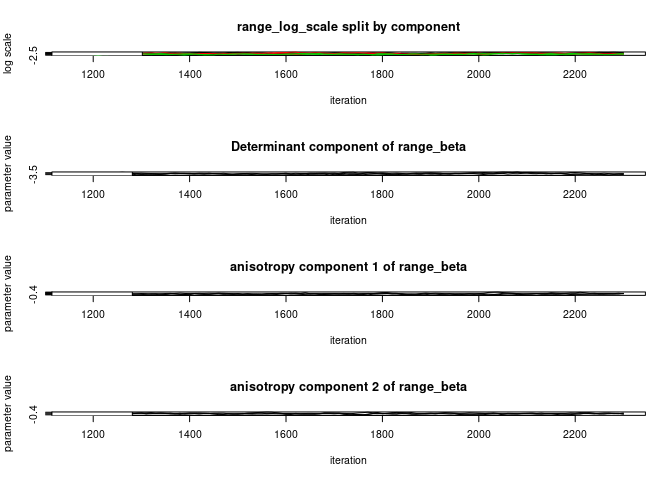 range_log_scale split by component
log scale
-2.5
1200 1400 1600 1800 2000 2200
iteration
Determinant component of range_beta
parameter value
-3.5
1200 1400 1600 1800 2000 2200
iteration
anisotropy component 1 of range_beta
parameter value
-0.4
1200 1400 1600 1800 2000 2200
iteration
anisotropy component 2 of range_beta
parameter value
-0.4
1200 1400 1600 1800 2000 2200
iteration